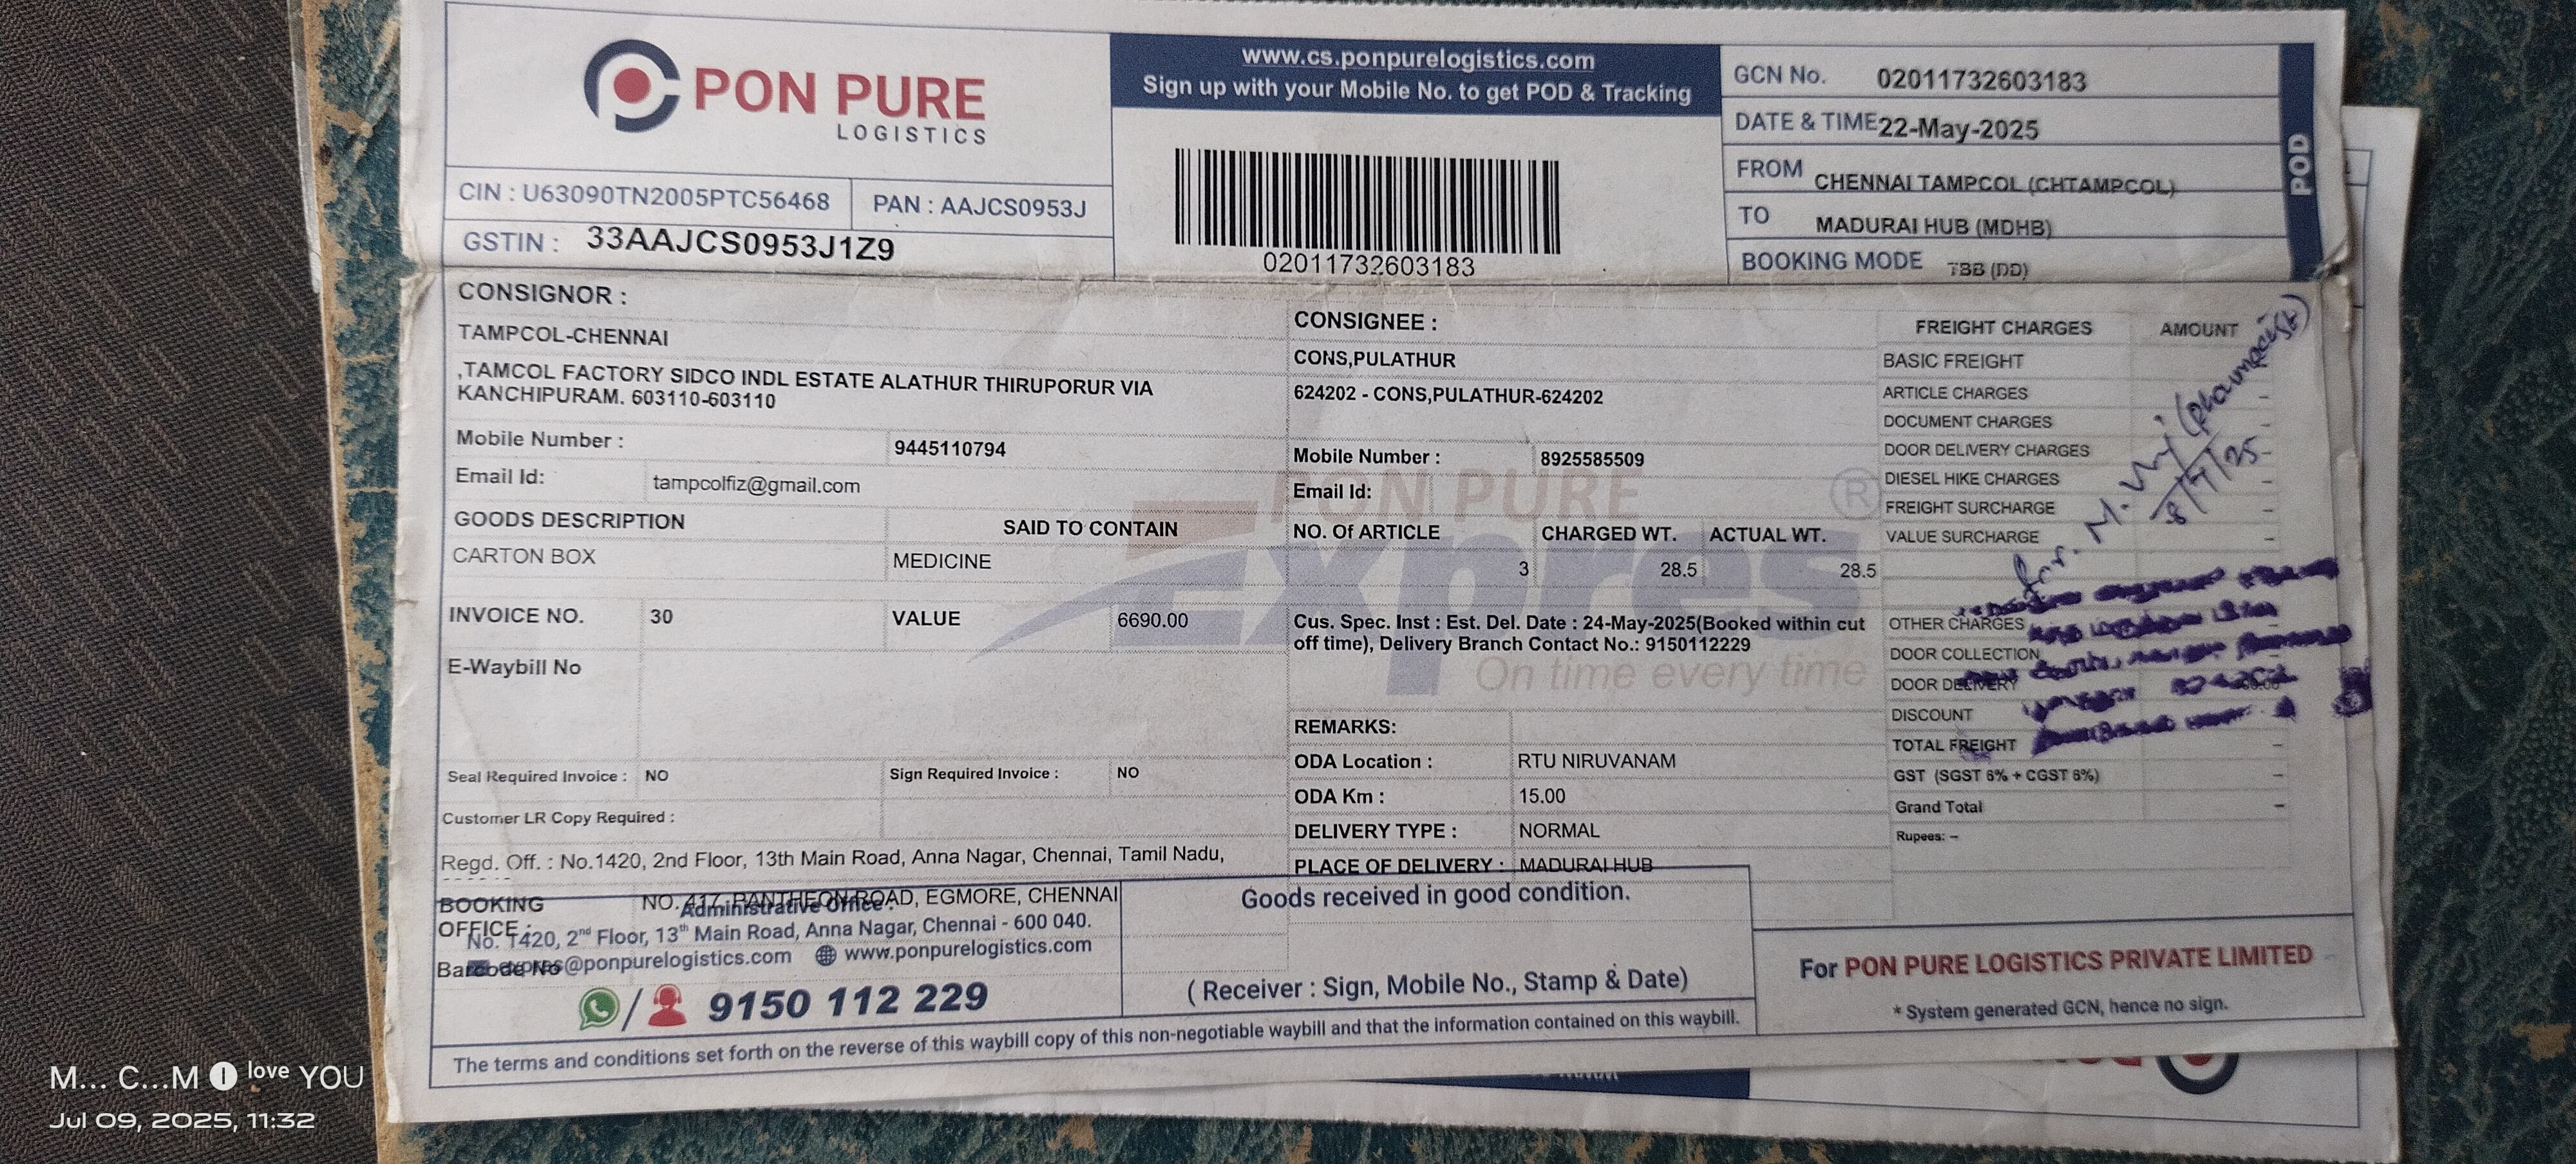 PON PURE
LOGISTICS
www.cs.ponpurelogistics.com
Sign up with your Mobile No. to get POD & Tracking
02011732603183
GCN No. 02011732603183
DATE & TIME 22-May-2025
FROM CHENNAI TAMPCOL (CHTAMPCOL)
TO MADURAI HUB (MDHB)
BOOKING MODE TBB (DD)
POD
CIN : U63090TN2005PTC56468 PAN : AAJCS0953J
GSTIN : 33AAJCS0953J1Z9
CONSIGNOR :
TAMPCOL-CHENNAI
,TAMCOL FACTORY SIDCO INDL ESTATE ALATHUR THIRUPORUR VIA
KANCHIPURAM. 603110-603110
Mobile Number : 9445110794
Email Id: tampcolfiz@gmail.com
GOODS DESCRIPTION SAID TO CONTAIN
CARTON BOX MEDICINE
INVOICE NO. 30 VALUE 6690.00
E-Waybill No
Seal Required Invoice : NO Sign Required Invoice : NO
Customer LR Copy Required :
Regd. Off. : No.1420, 2nd Floor, 13th Main Road, Anna Nagar, Chennai, Tamil Nadu,
BOOKING OFFICE : NO. 417, PANTHEON ROAD, EGMORE, CHENNAI
Administrative Office :
No. 1420, 2nd Floor, 13th Main Road, Anna Nagar, Chennai - 600 040.
Barcode No
expres@ponpurelogistics.com www.ponpurelogistics.com
/ 9150 112 229
CONSIGNEE :
CONS,PULATHUR
624202 - CONS,PULATHUR-624202
Mobile Number : 8925585509
Email Id:
NO. Of ARTICLE CHARGED WT. ACTUAL WT.
3 28.5 28.5
Cus. Spec. Inst : Est. Del. Date : 24-May-2025(Booked within cut
off time), Delivery Branch Contact No.: 9150112229
PON PURE ®
Expres
On time every time
REMARKS:
ODA Location : RTU NIRUVANAM
ODA Km : 15.00
DELIVERY TYPE : NORMAL
PLACE OF DELIVERY : MADURAI HUB
Goods received in good condition.
( Receiver : Sign, Mobile No., Stamp & Date)
FREIGHT CHARGES AMOUNT
BASIC FREIGHT
ARTICLE CHARGES –
DOCUMENT CHARGES –
DOOR DELIVERY CHARGES –
DIESEL HIKE CHARGES –
FREIGHT SURCHARGE –
VALUE SURCHARGE –
OTHER CHARGES
DOOR COLLECTION
DOOR DELIVERY
DISCOUNT
TOTAL FREIGHT –
GST (SGST 6% + CGST 6%) –
Grand Total –
Rupees: –
for. M. (pharmacist)
8/7/25
For PON PURE LOGISTICS PRIVATE LIMITED
* System generated GCN, hence no sign.
The terms and conditions set forth on the reverse of this waybill copy of this non-negotiable waybill and that the information contained on this waybill.
M... C...M I love YOU
Jul 09, 2025, 11:32